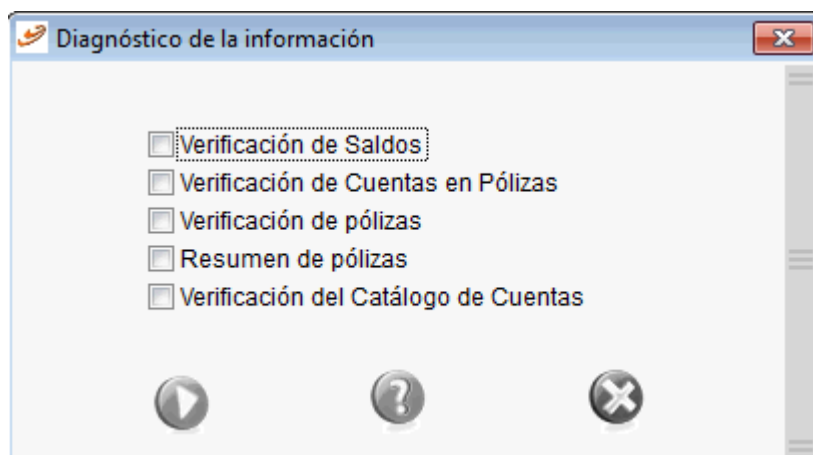 Diagnóstico de la información
Verificación de Saldos
Verificación de Cuentas en Pólizas
Verificación de pólizas
Resumen de pólizas
Verificación del Catálogo de Cuentas